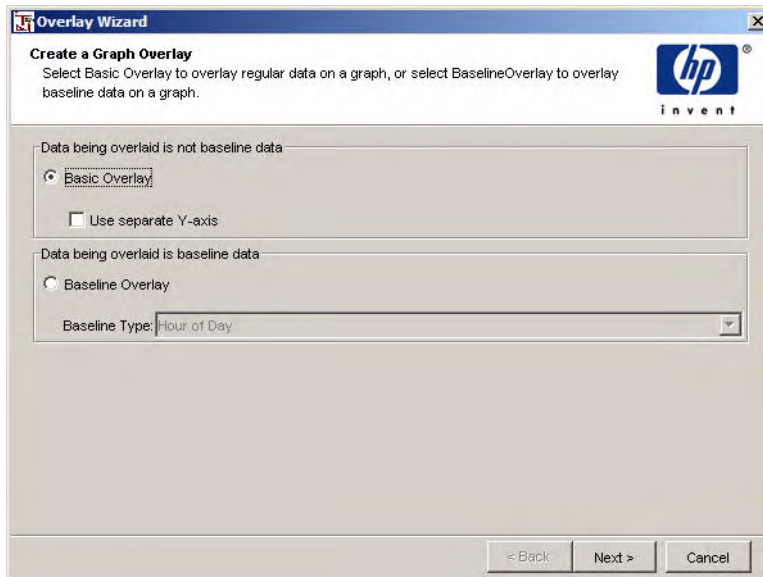 Overlay Wizard
Create a Graph Overlay
Select Basic Overlay to overlay regular data on a graph, or select BaselineOverlay to overlay
baseline data on a graph.
hp
®
invent
Data being overlaid is not baseline data
Basic Overlay
Use separate Y-axis
Data being overlaid is baseline data
Baseline Overlay
Baseline Type: Hour of Day
< Back
Next >
Cancel